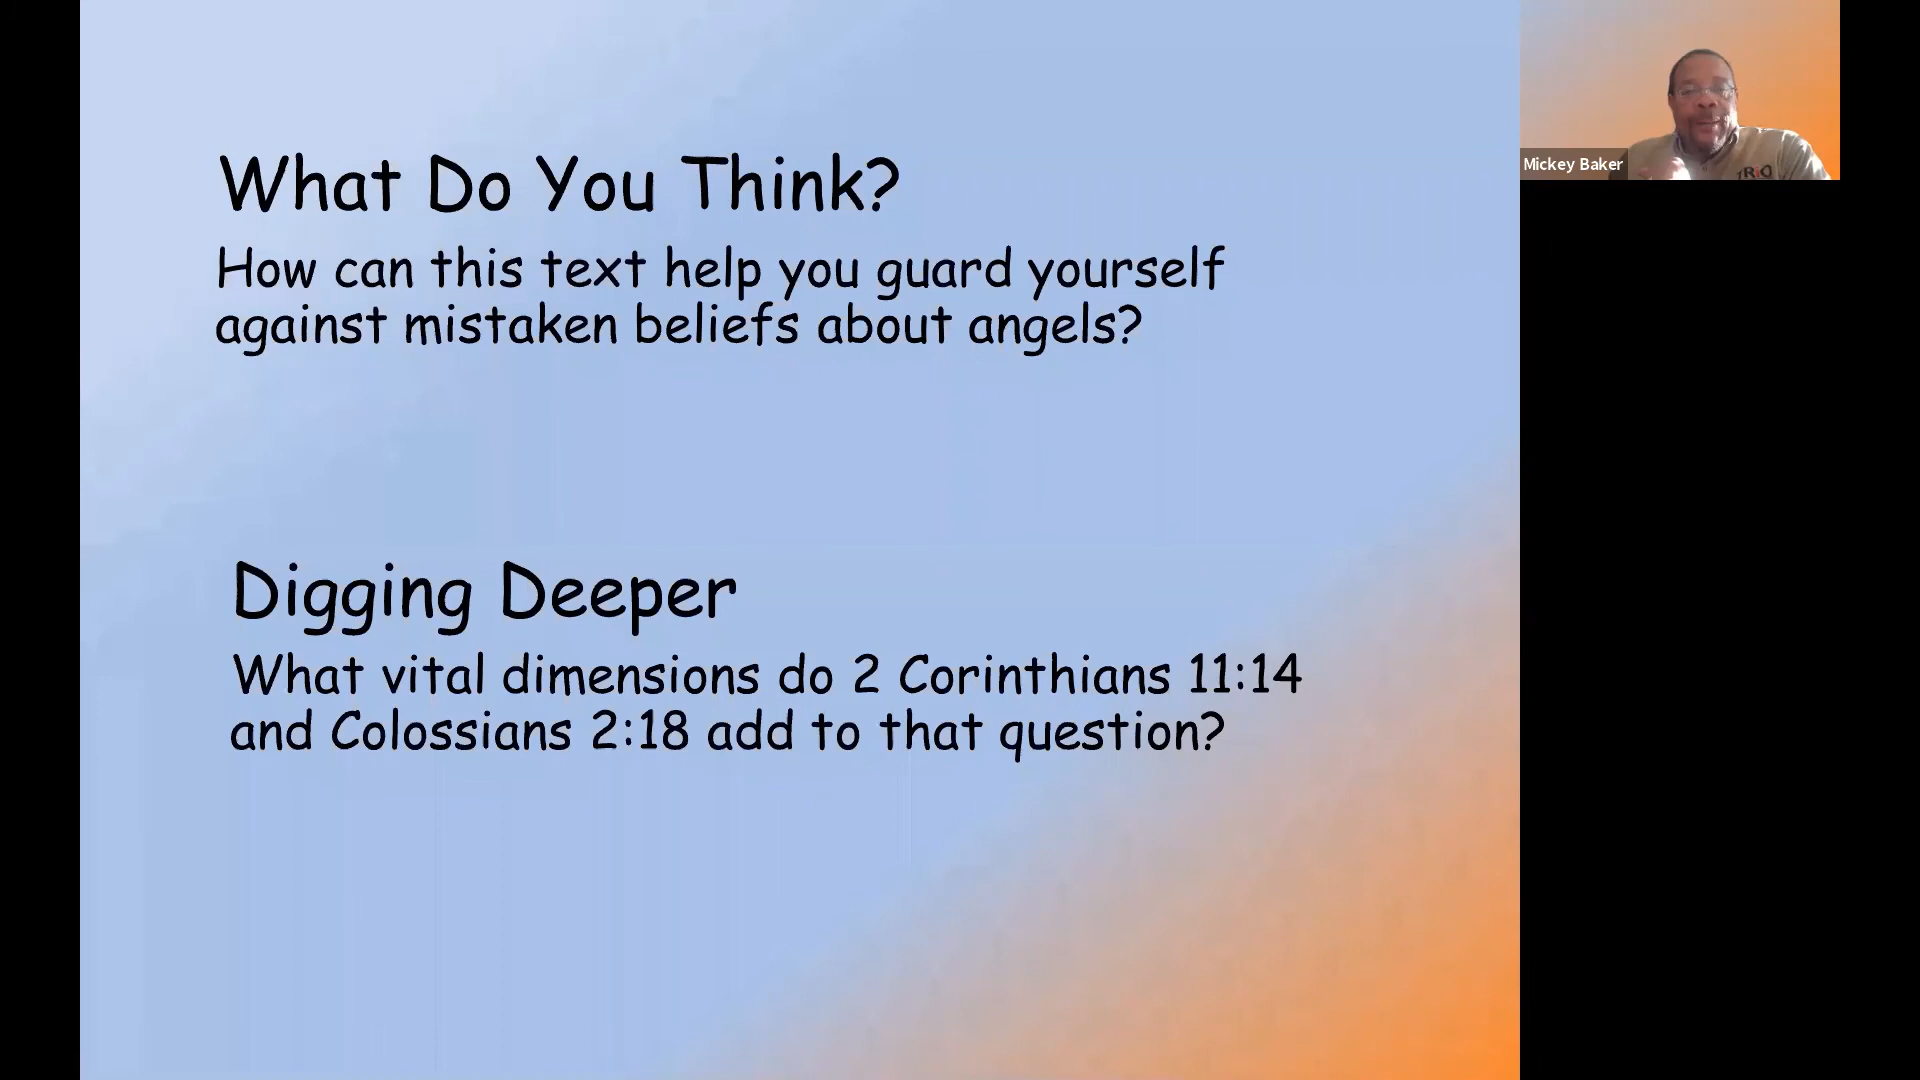 What Do You Think?
How can this text help you guard yourself
against mistaken beliefs about angels?
Digging Deeper
What vital dimensions do 2 Corinthians 11:14
and Colossians 2:18 add to that question?
Mickey Baker
TRiO